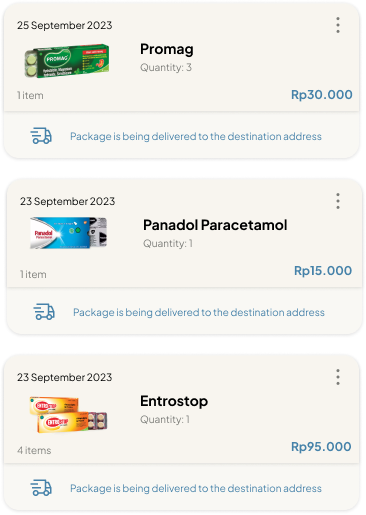 25 September 2023
PROMAG
Promag
Quantity: 3
1 item
Rp30.000
Package is being delivered to the destination address
23 September 2023
Panadol
Paracetamol
Panadol Paracetamol
Quantity: 1
1 item
Rp15.000
Package is being delivered to the destination address
23 September 2023
ENTROSTOP
ENTROSTOP
Entrostop
Quantity: 1
4 items
Rp95.000
Package is being delivered to the destination address